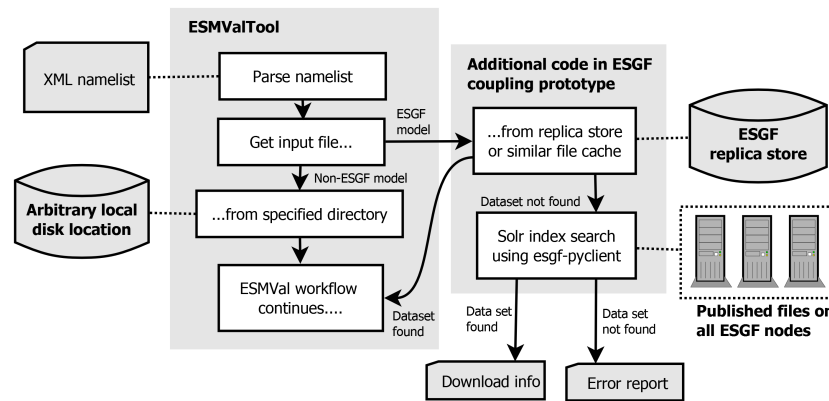 ESMValTool
XML namelist
Parse namelist
Additional code in ESGF
coupling prototype
ESGF
model
Get input file...
...from replica store
or similar file cache
ESGF
replica store
Non-ESGF model
Arbitrary local
disk location
...from specified directory
Dataset not found
Solr index search
using esgf-pyclient
ESMVal workflow
continues....
Dataset
found
Data set
found
Data set
not found
Published files on
all ESGF nodes
Download info
Error report